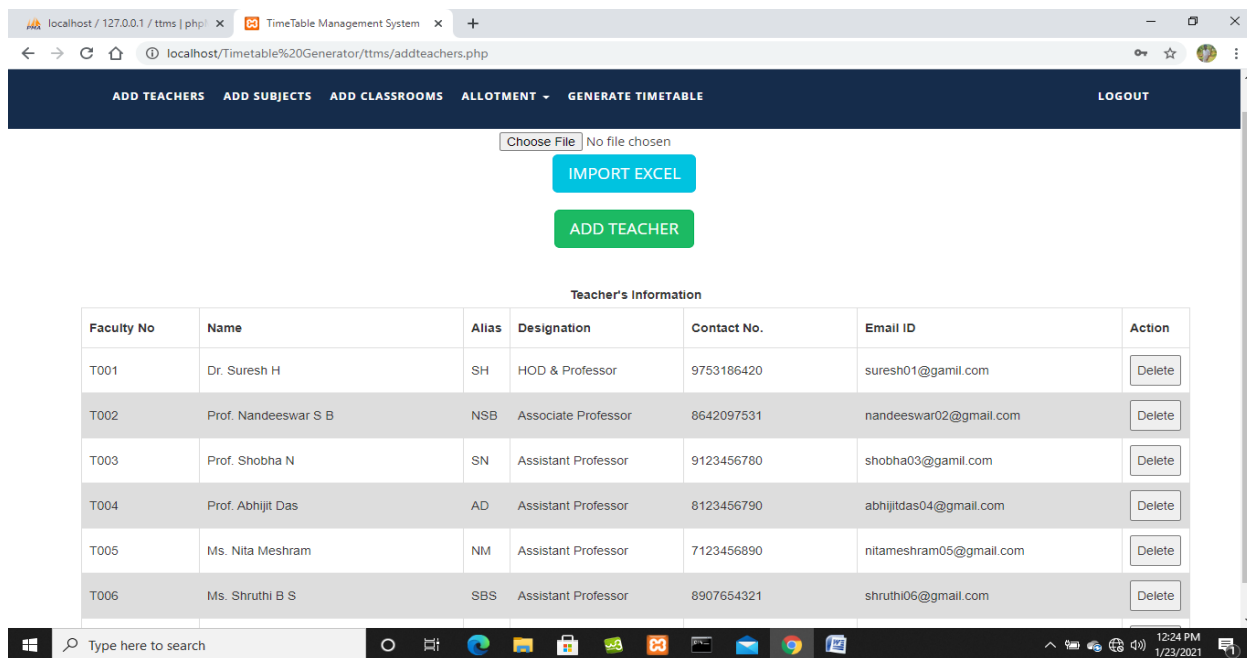 localhost / 127.0.0.1 / ttms | php
TimeTable Management System
localhost/Timetable%20Generator/ttms/addteachers.php
ADD TEACHERS ADD SUBJECTS ADD CLASSROOMS ALLOTMENT GENERATE TIMETABLE LOGOUT
Choose File No file chosen
IMPORT EXCEL
ADD TEACHER
Teacher's Information
Faculty No Name Alias Designation Contact No. Email ID Action
T001 Dr. Suresh H SH HOD & Professor 9753186420 suresh01@gamil.com Delete
T002 Prof. Nandeeswar S B NSB Associate Professor 8642097531 nandeeswar02@gmail.com Delete
T003 Prof. Shobha N SN Assistant Professor 9123456780 shobha03@gamil.com Delete
T004 Prof. Abhijit Das AD Assistant Professor 8123456790 abhijitdas04@gmail.com Delete
T005 Ms. Nita Meshram NM Assistant Professor 7123456890 nitameshram05@gmail.com Delete
T006 Ms. Shruthi B S SBS Assistant Professor 8907654321 shruthi06@gmail.com Delete
Type here to search
12:24 PM
1/23/2021